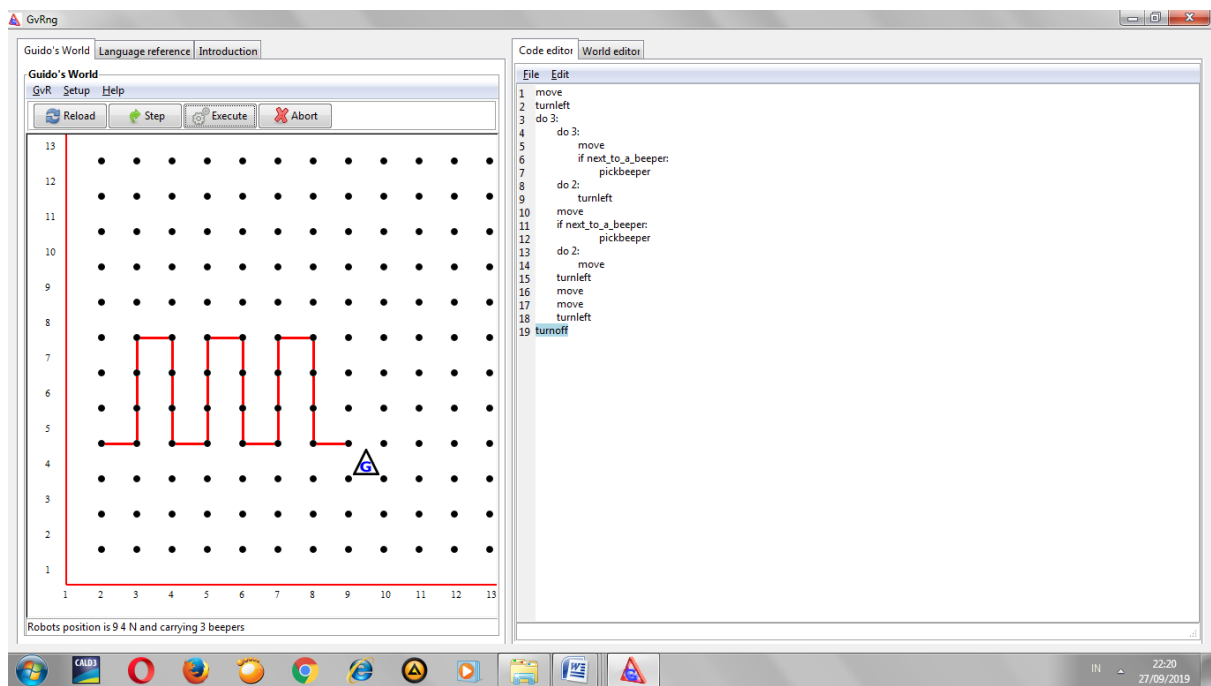 GvRng
Guido's World Language reference Introduction
Guido's World
GvR Setup Help
Reload Step Execute Abort
13
12
11
10
9
8
7
6
5
4
3
2
1
G
1 2 3 4 5 6 7 8 9 10 11 12 13
Robots position is 9 4 N and carrying 3 beepers
Code editor World editor
File Edit
1 move
2 turnleft
3 do 3:
4 do 3:
5 move
6 if next_to_a_beeper:
7 pickbeeper
8 do 2:
9 turnleft
10 move
11 if next_to_a_beeper:
12 pickbeeper
13 do 2:
14 move
15 turnleft
16 move
17 move
18 turnleft
19 turnoff
CALD3
IN
22:20
27/09/2019